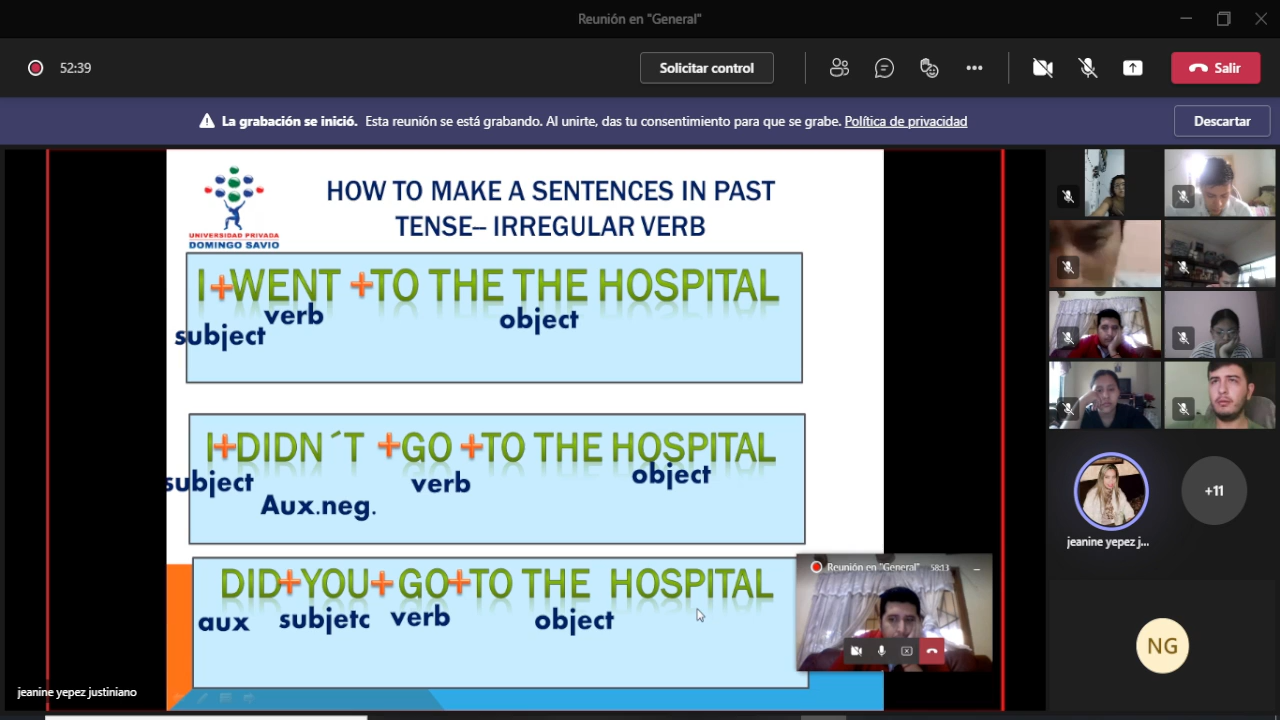 Reunión en "General"
52:39
Solicitar control
Salir
La grabación se inició. Esta reunión se está grabando. Al unirte, das tu consentimiento para que se grabe. Política de privacidad
Descartar
UNIVERSIDAD PRIVADA
DOMINGO SAVIO
HOW TO MAKE A SENTENCES IN PAST
TENSE– IRREGULAR VERB
I+WENT +TO THE THE HOSPITAL
subject verb object
I+DIDN´T +GO +TO THE HOSPITAL
subject Aux.neg. verb object
DID+YOU+ GO+TO THE HOSPITAL
aux subjetc verb object
Reunión en "General" 58:13
jeanine yepez justiniano
jeanine yepez j...
+11
NG